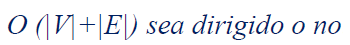 O (|V|+|E|) sea dirigido o no